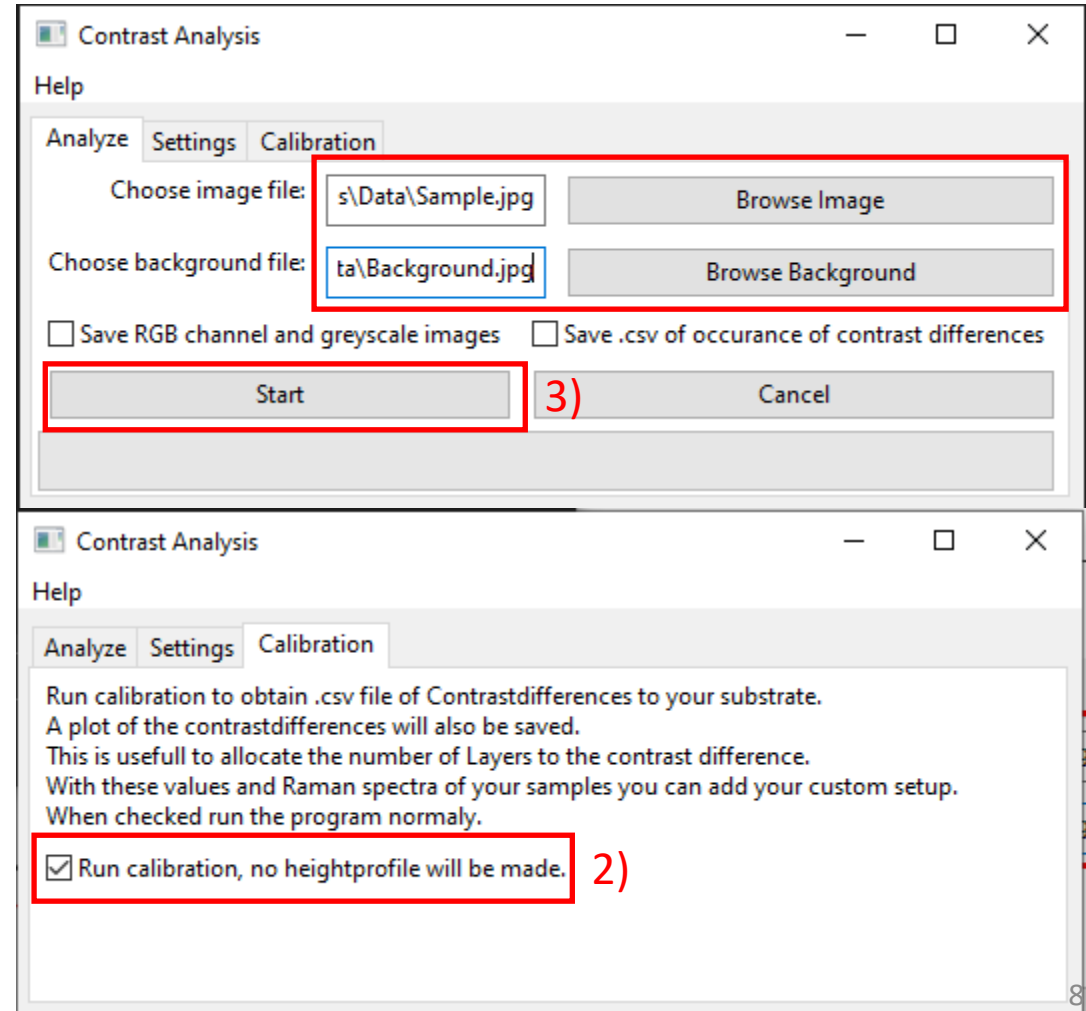 Contrast Analysis
Help
Analyze Settings Calibration
Choose image file: s\Data\Sample.jpg Browse Image
Choose background file: ta\Background.jpg Browse Background
Save RGB channel and greyscale images Save .csv of occurance of contrast differences
Start 3) Cancel
Contrast Analysis
Help
Analyze Settings Calibration
Run calibration to obtain .csv file of Contrastdifferences to your substrate.
A plot of the contrastdifferences will also be saved.
This is usefull to allocate the number of Layers to the contrast difference.
With these values and Raman spectra of your samples you can add your custom setup.
When checked run the program normaly.
Run calibration, no heightprofile will be made. 2)
8